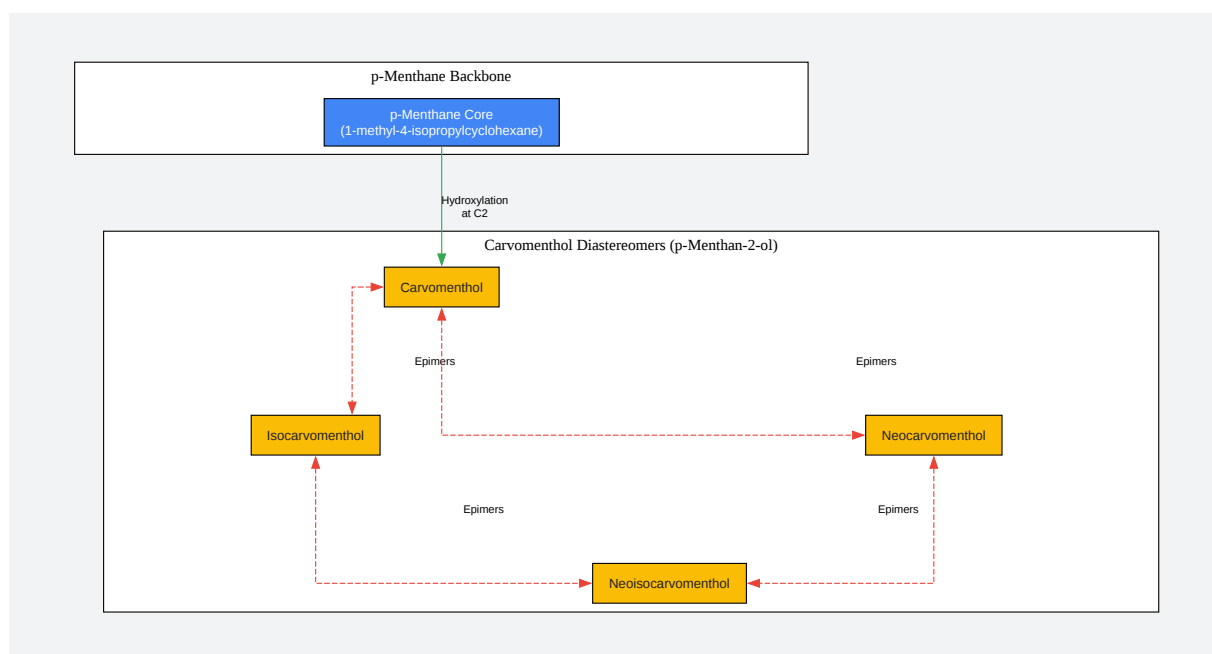 p-Menthane Backbone
p-Menthane Core
(1-methyl-4-isopropylcyclohexane)
Hydroxylation
at C2
Carvomenthol Diastereomers (p-Menthan-2-ol)
Carvomenthol
Epimers
Epimers
Isocarvomenthol
Neocarvomenthol
Epimers
Epimers
Neoisocarvomenthol